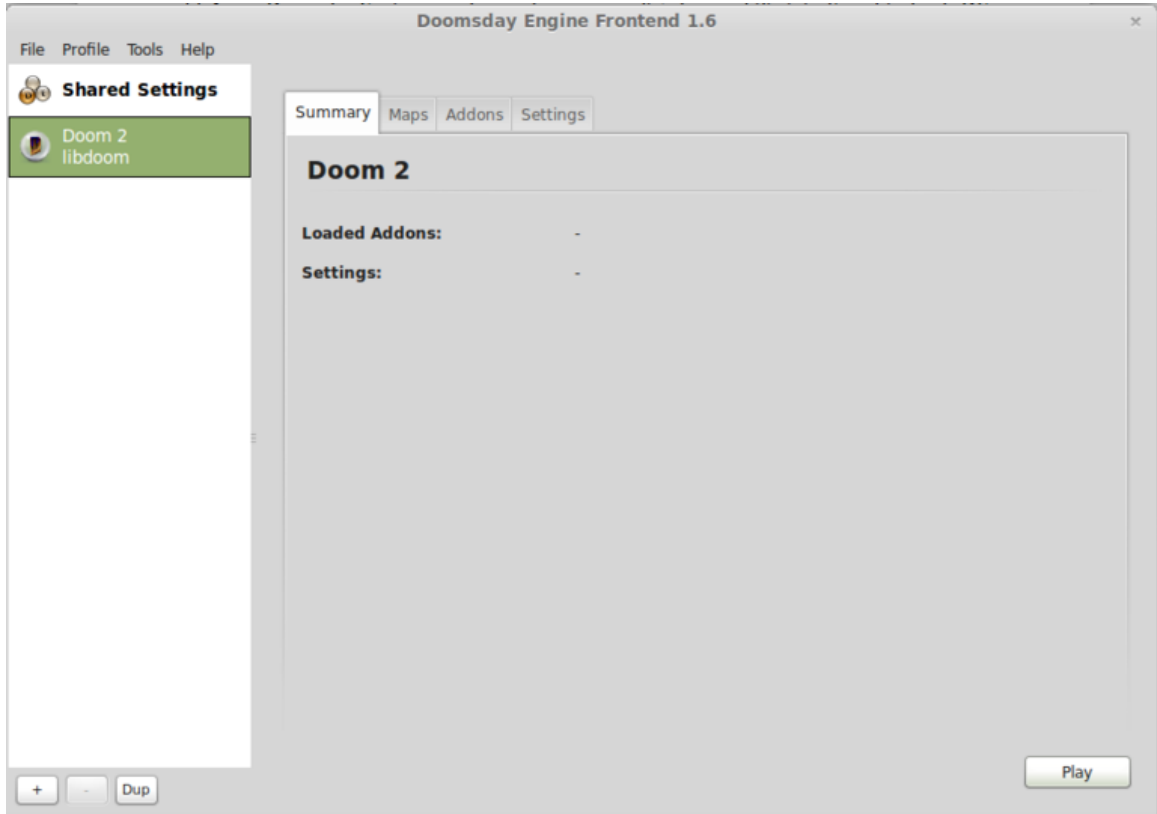 Doomsday Engine Frontend 1.6
File Profile Tools Help
Shared Settings
Doom 2
libdoom
Summary Maps Addons Settings
Doom 2
Loaded Addons: -
Settings: -
Play
+ - Dup